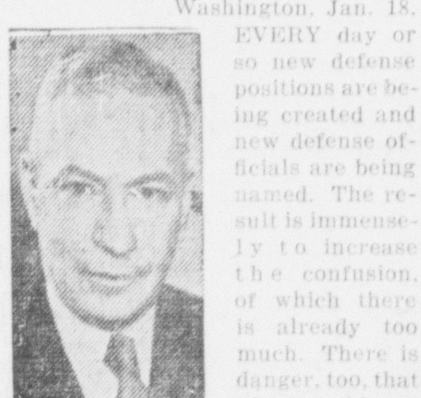 Washington, Jan. 18.
EVERY day or
so new defense
positions are be-
ing created and
new defense of-
ficials are being
named. The re-
sult is immense-
ly to increase
the confusion,
of which there
is already too
much. There is
danger, too, that